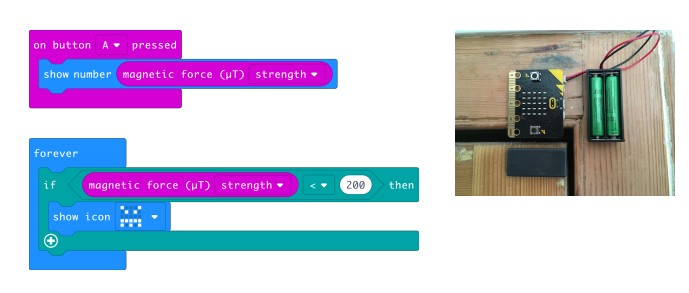 on button A pressed
show number magnetic force (µT) strength
forever
if magnetic force (µT) strength < 200 then
show icon